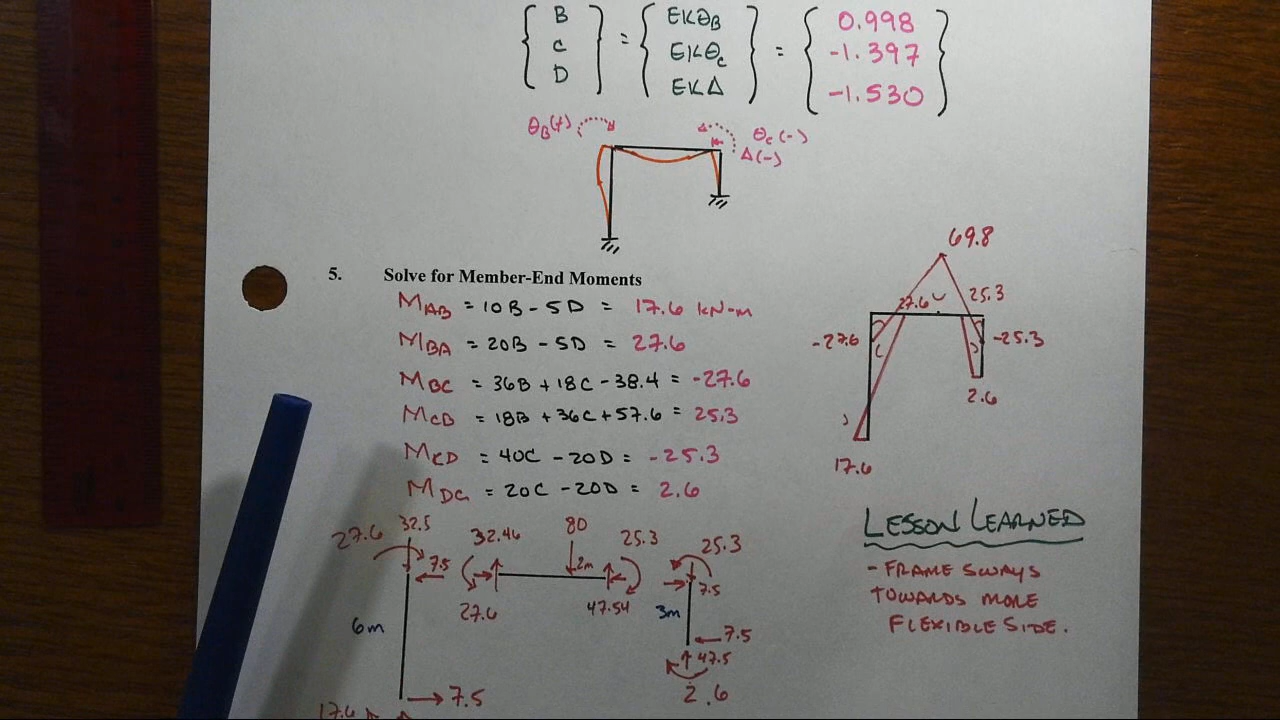 { B C D } = { EKθB EKθC EKΔ } = { 0.998 -1.397 -1.530 }
θB(+)
θc(-)
Δ(-)
5. Solve for Member-End Moments
MAB = 10B - 5D = 17.6 kN-m
MBA = 20B - 5D = 27.6
MBC = 36B + 18C - 38.4 = -27.6
MCB = 18B + 36C + 57.6 = 25.3
MCD = 40C - 20D = -25.3
MDC = 20C - 20D = 2.6
69.8
27.6
25.3
-27.6
-25.3
2.6
17.6
27.6
32.5
7.5
6m
7.5
17.6
32.46
27.6
80
2m
25.3
47.54
25.3
7.5
3m
7.5
47.5
2.6
LESSON LEARNED
- FRAME SWAYS
TOWARDS MORE
FLEXIBLE SIDE.